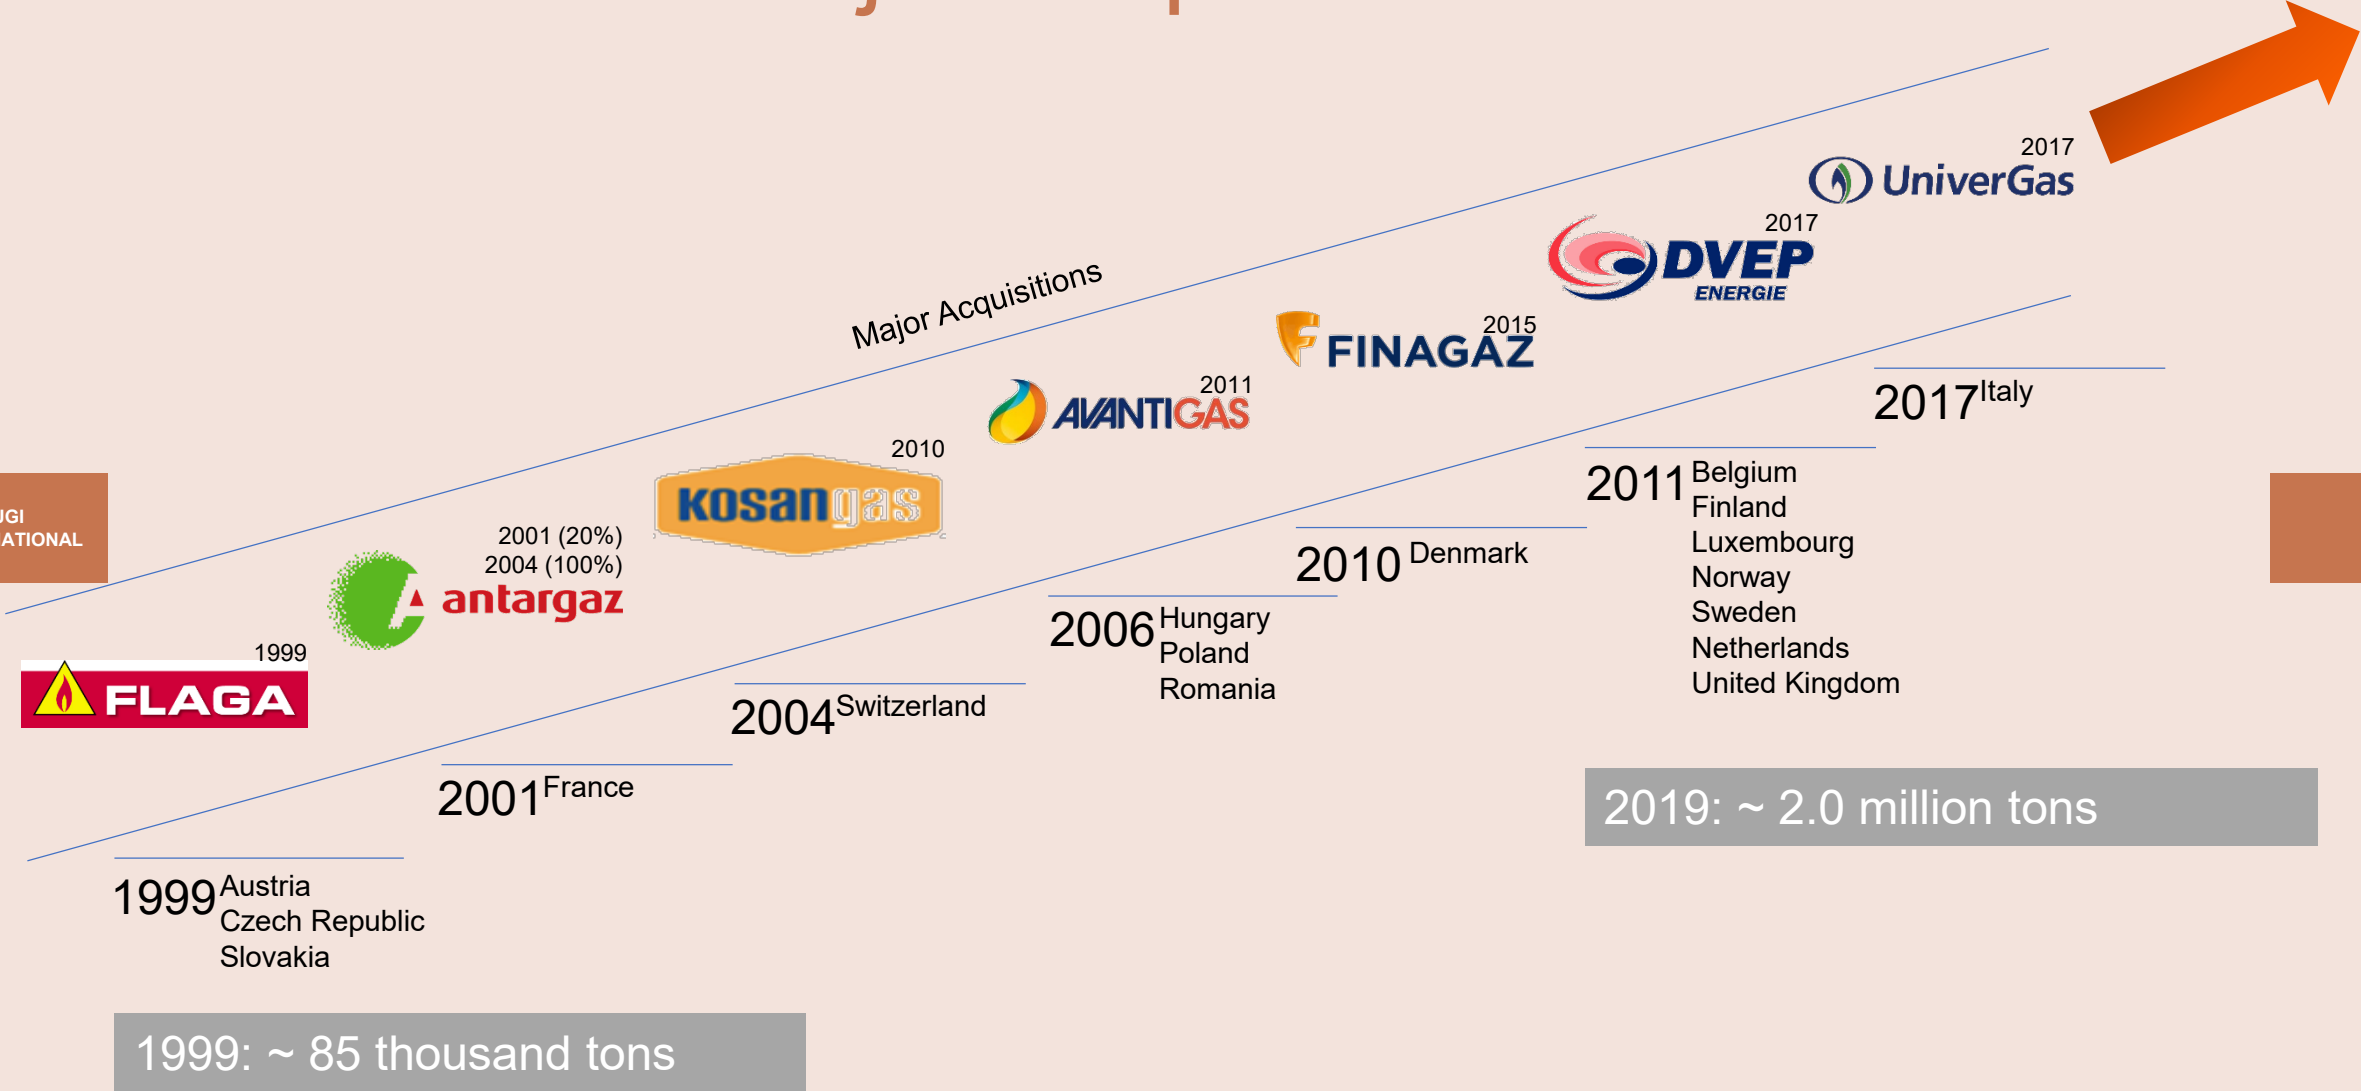 Major Acquisitions
2017
UniverGas
2017
DVEP
ENERGIE
2015
FINAGAZ
2011
AVANTIGAS
2010
kosangas
2001 (20%)
2004 (100%)
antargaz
1999
FLAGA
UGI
NATIONAL
2017 Italy
2011 Belgium
Finland
Luxembourg
Norway
Sweden
Netherlands
United Kingdom
2010 Denmark
2006 Hungary
Poland
Romania
2004 Switzerland
2001 France
1999 Austria
Czech Republic
Slovakia
2019: ~ 2.0 million tons
1999: ~ 85 thousand tons